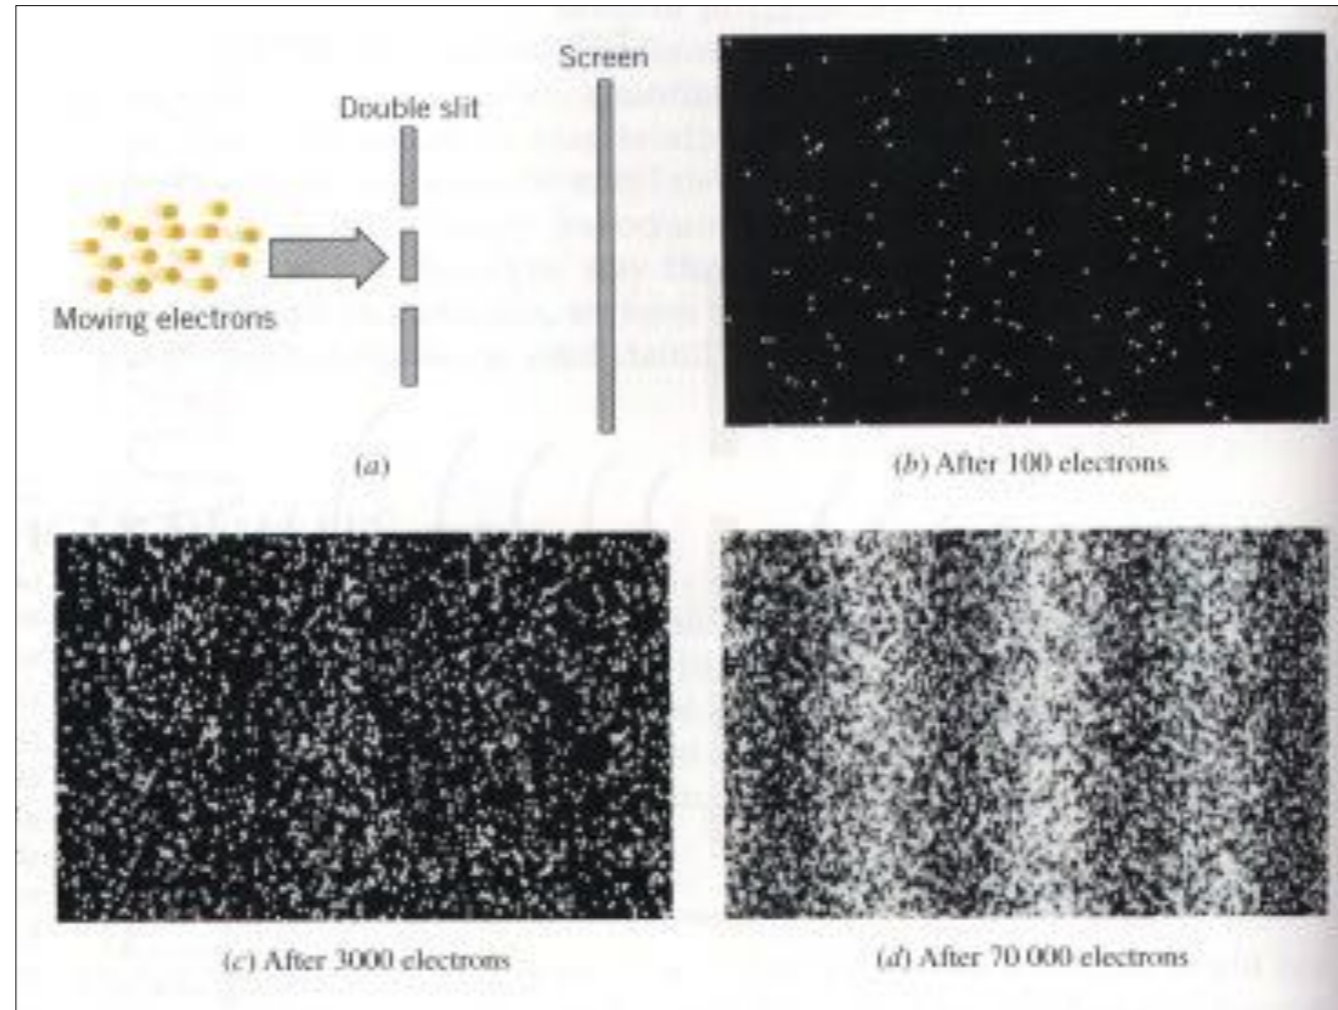 Screen
Double slit
Moving electrons
(a)
(b) After 100 electrons
(c) After 3000 electrons
(d) After 70 000 electrons